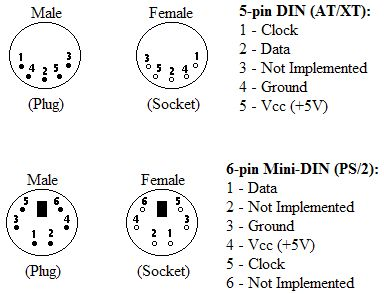 Male
Female
5-pin DIN (AT/XT):
1 - Clock
2 - Data
3 - Not Implemented
4 - Ground
5 - Vcc (+5V)
1 4 2 5 3
3 5 2 4 1
(Plug)
(Socket)
Male
Female
6-pin Mini-DIN (PS/2):
1 - Data
2 - Not Implemented
3 - Ground
4 - Vcc (+5V)
5 - Clock
6 - Not Implemented
5 6
3 4
1 2
6 5
4 3
2 1
(Plug)
(Socket)